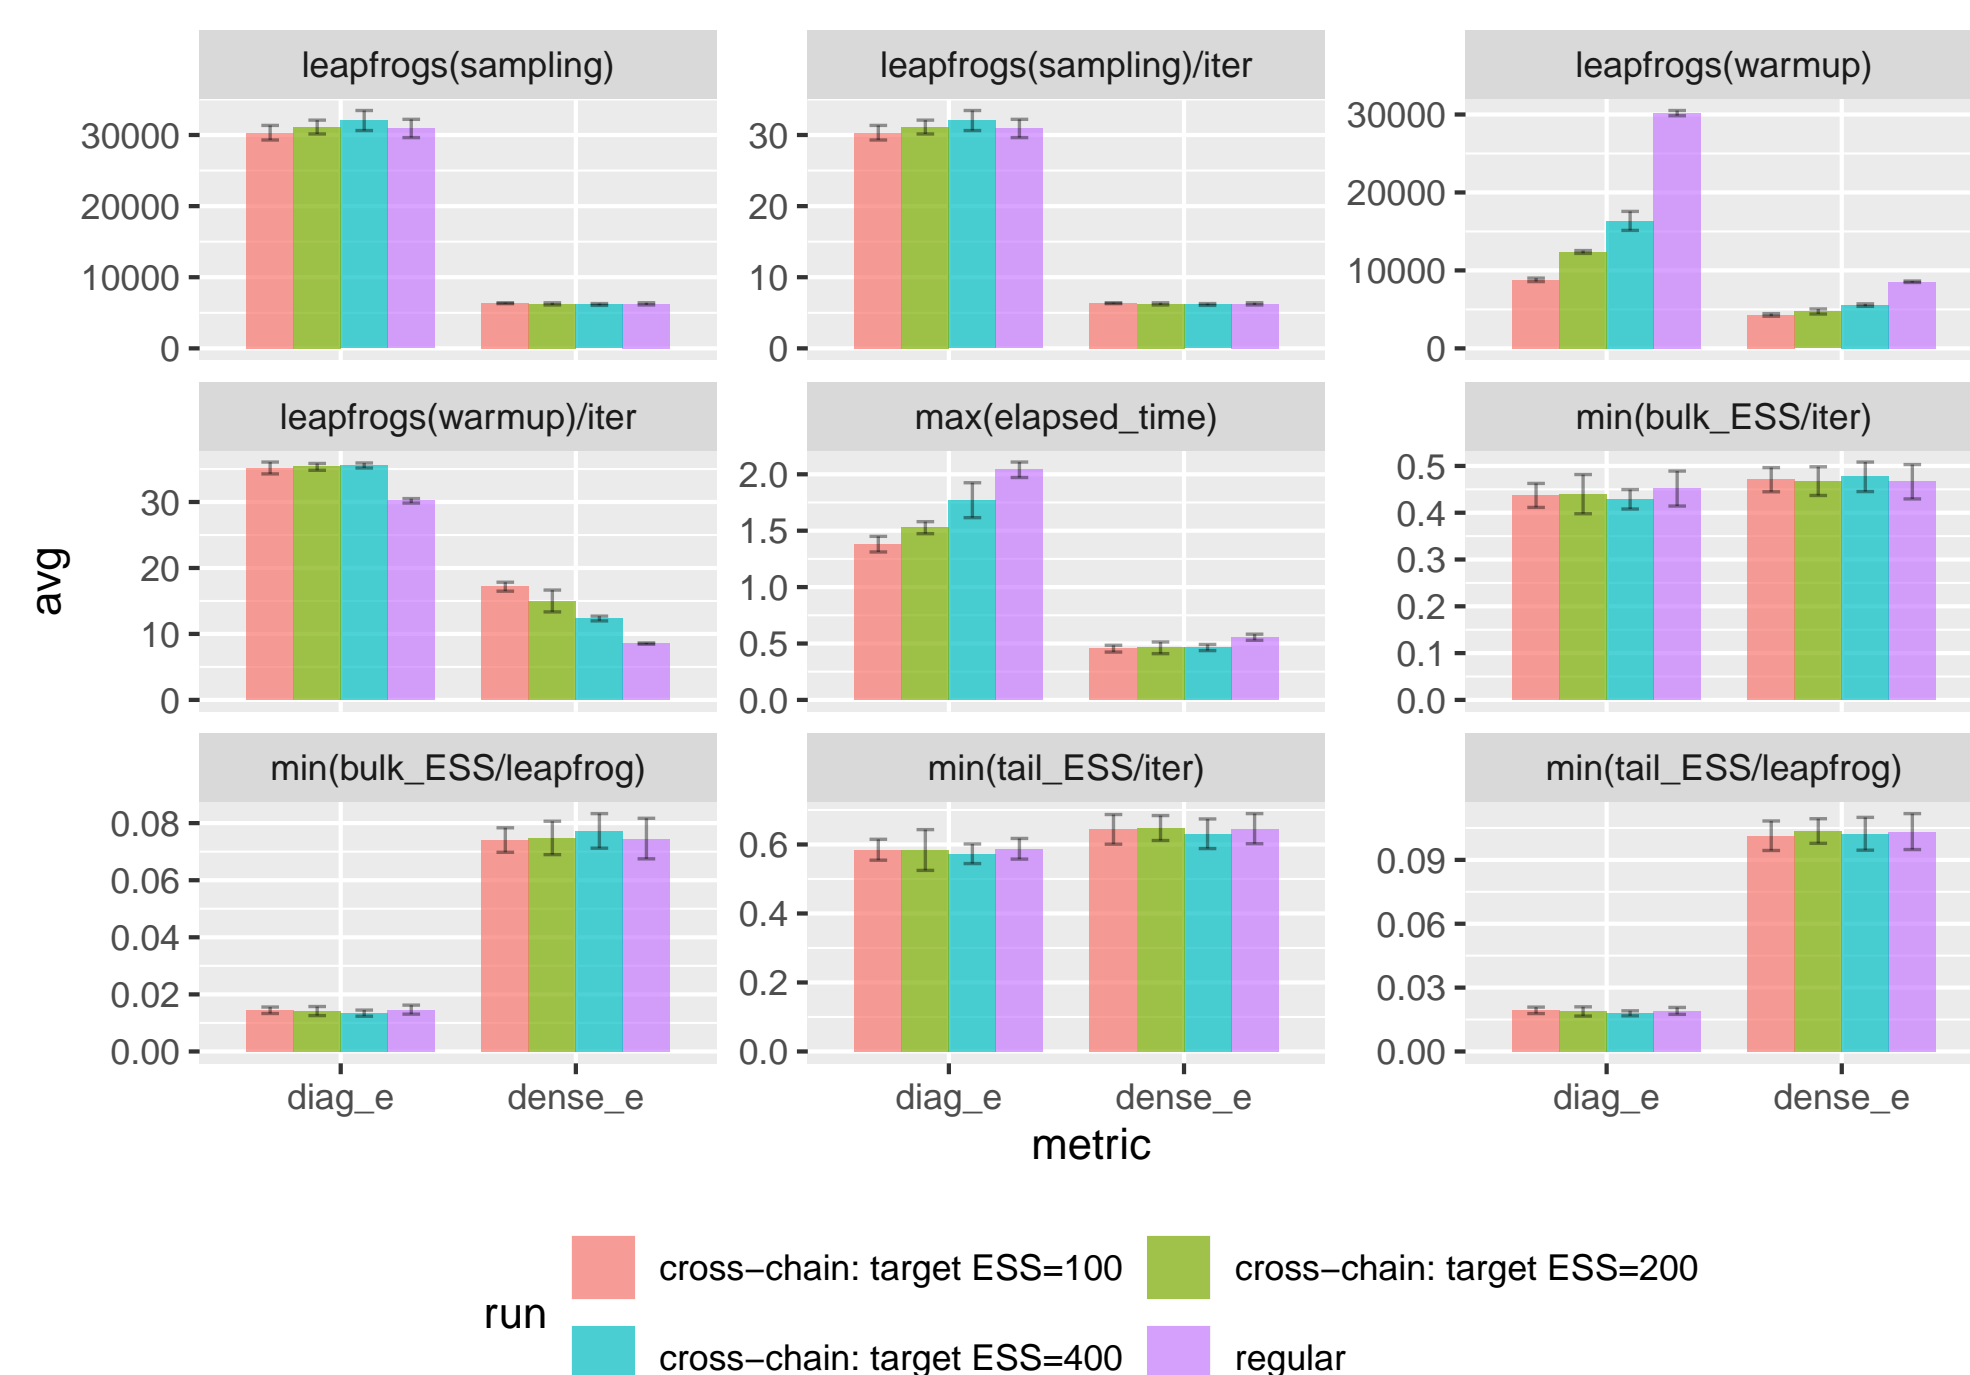 leapfrogs(sampling)
leapfrogs(sampling)/iter
leapfrogs(warmup)
30000
20000
10000
0
30
20
10
0
30000
20000
10000
0
leapfrogs(warmup)/iter
max(elapsed_time)
min(bulk_ESS/iter)
30
20
10
0
2.0
1.5
1.0
0.5
0.0
0.5
0.4
0.3
0.2
0.1
0.0
avg
min(bulk_ESS/leapfrog)
min(tail_ESS/iter)
min(tail_ESS/leapfrog)
0.08
0.06
0.04
0.02
0.00
0.6
0.4
0.2
0.0
0.09
0.06
0.03
0.00
diag_e
dense_e
diag_e
dense_e
diag_e
dense_e
metric
run
cross−chain: target ESS=100
cross−chain: target ESS=200
cross−chain: target ESS=400
regular